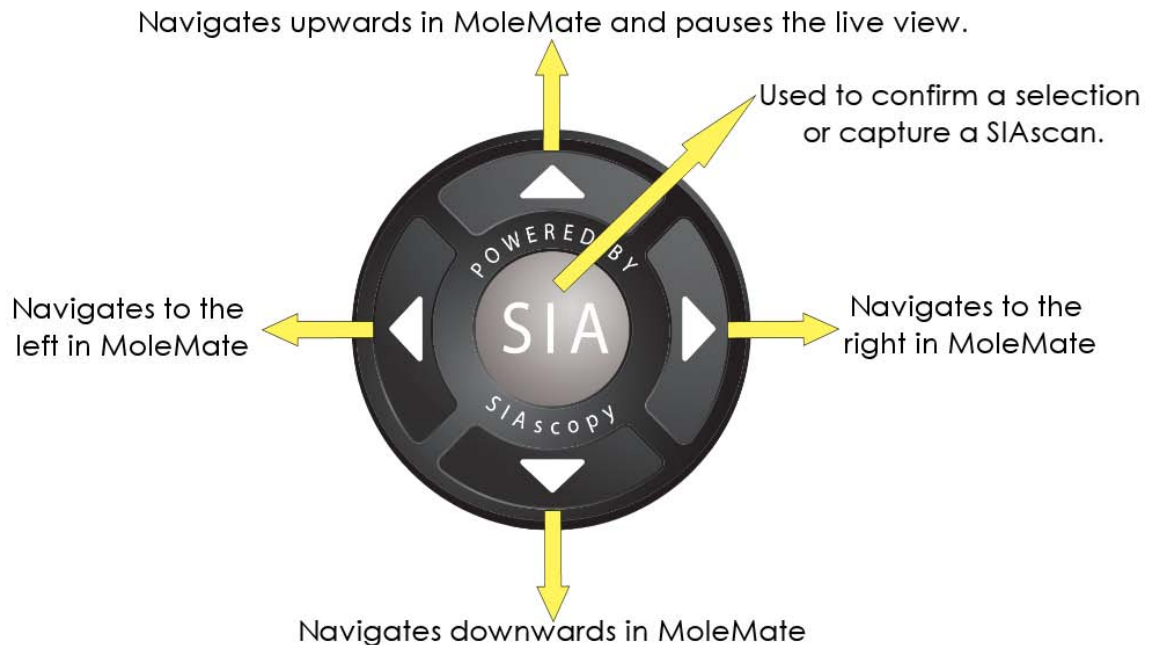 Navigates upwards in MoleMate and pauses the live view.
Used to confirm a selection
or capture a SIAscan.
POWERED BY
SIA
SIAscopy
Navigates to the
left in MoleMate
Navigates to the
right in MoleMate
Navigates downwards in MoleMate